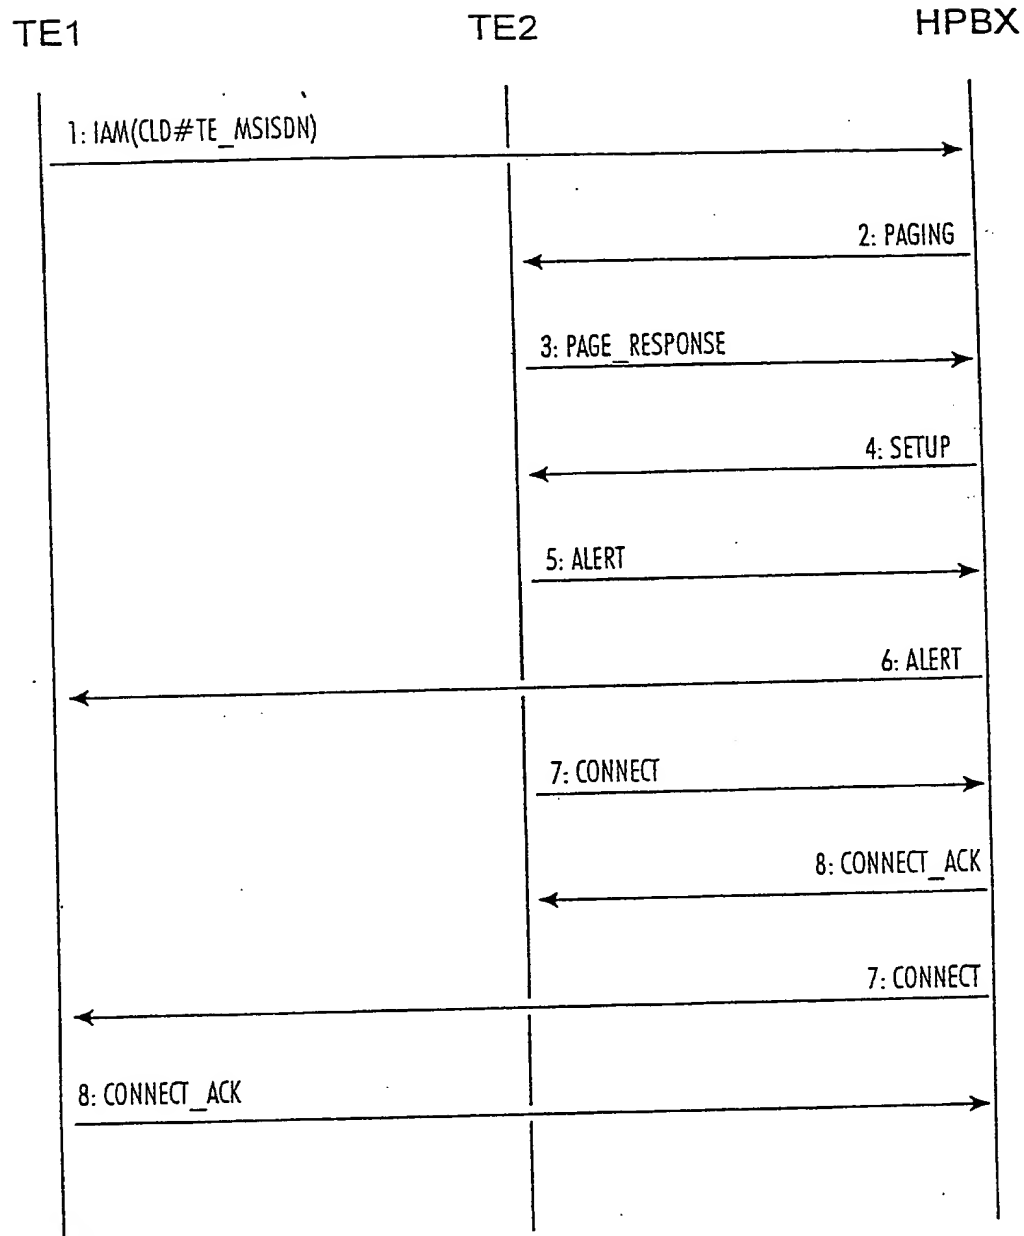 TE1
TE2
HPBX
1: IAM(CLD#TE_MSISDN)
2: PAGING
3: PAGE_RESPONSE
4: SETUP
5: ALERT
6: ALERT
7: CONNECT
8: CONNECT_ACK
7: CONNECT
8: CONNECT_ACK